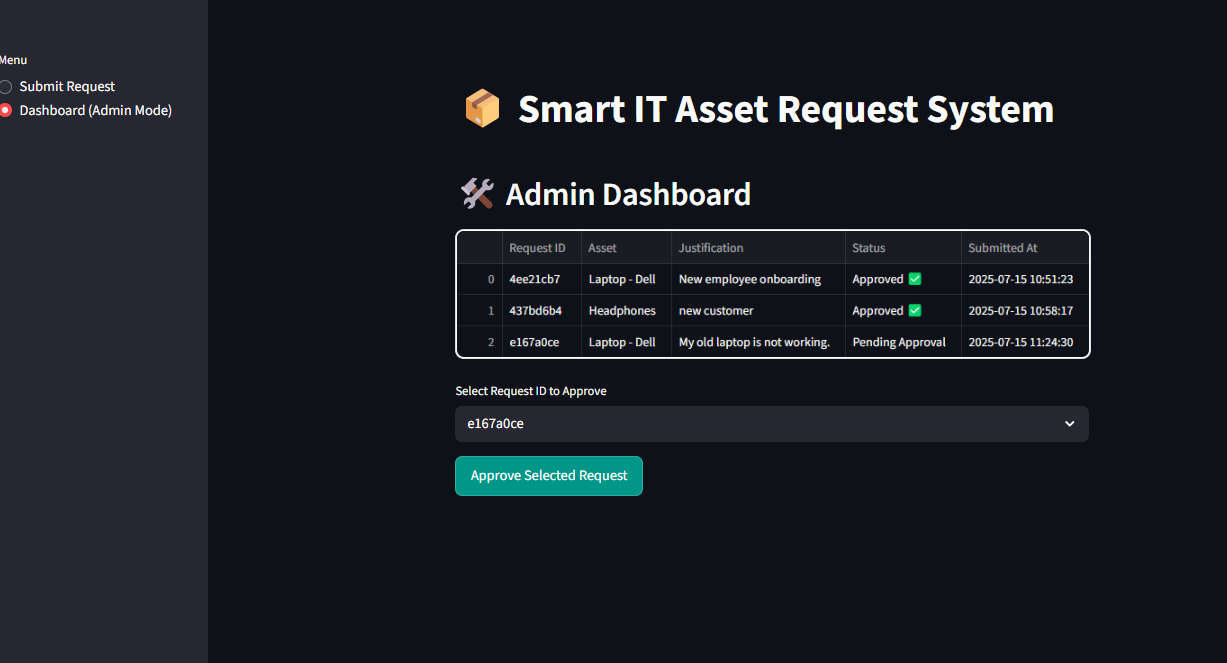 Menu
Submit Request
Dashboard (Admin Mode)
📦 Smart IT Asset Request System
🛠️ Admin Dashboard
Request ID Asset Justification Status Submitted At
0 4ee21cb7 Laptop - Dell New employee onboarding Approved ✅ 2025-07-15 10:51:23
1 437bd6b4 Headphones new customer Approved ✅ 2025-07-15 10:58:17
2 e167a0ce Laptop - Dell My old laptop is not working. Pending Approval 2025-07-15 11:24:30
Select Request ID to Approve
e167a0ce
Approve Selected Request